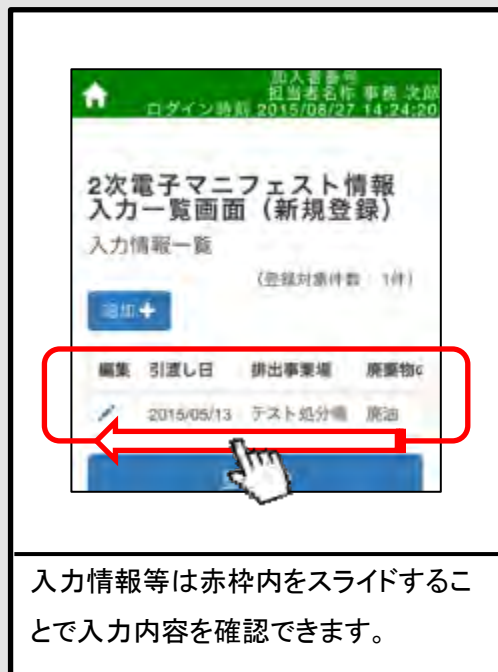 加入者番号
担当者名称 事務 次郎
ログイン時刻 2015/08/27 14:24:20
2次電子マニフェスト情報
入力一覧画面（新規登録）
入力情報一覧
（登録対象件数 : 1件）
追加
編集 引渡し日 排出事業場 廃棄物の
2015/05/13 テスト処分場 廃油
入力情報等は赤枠内をスライドするこ
とで入力内容を確認できます。